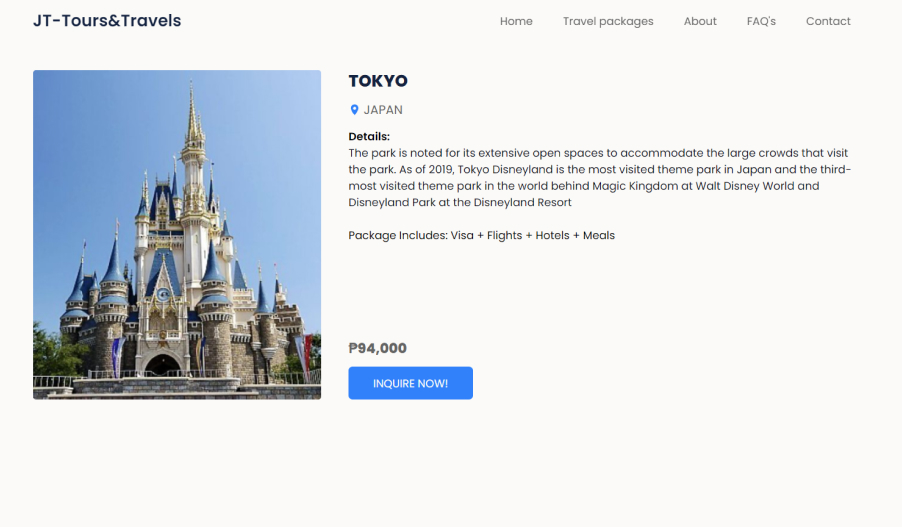 JT-Tours&Travels
Home
Travel packages
About
FAQ's
Contact
TOKYO
JAPAN
Details:
The park is noted for its extensive open spaces to accommodate the large crowds that visit
the park. As of 2019, Tokyo Disneyland is the most visited theme park in Japan and the third-
most visited theme park in the world behind Magic Kingdom at Walt Disney World and
Disneyland Park at the Disneyland Resort
Package Includes: Visa + Flights + Hotels + Meals
₱94,000
INQUIRE NOW!